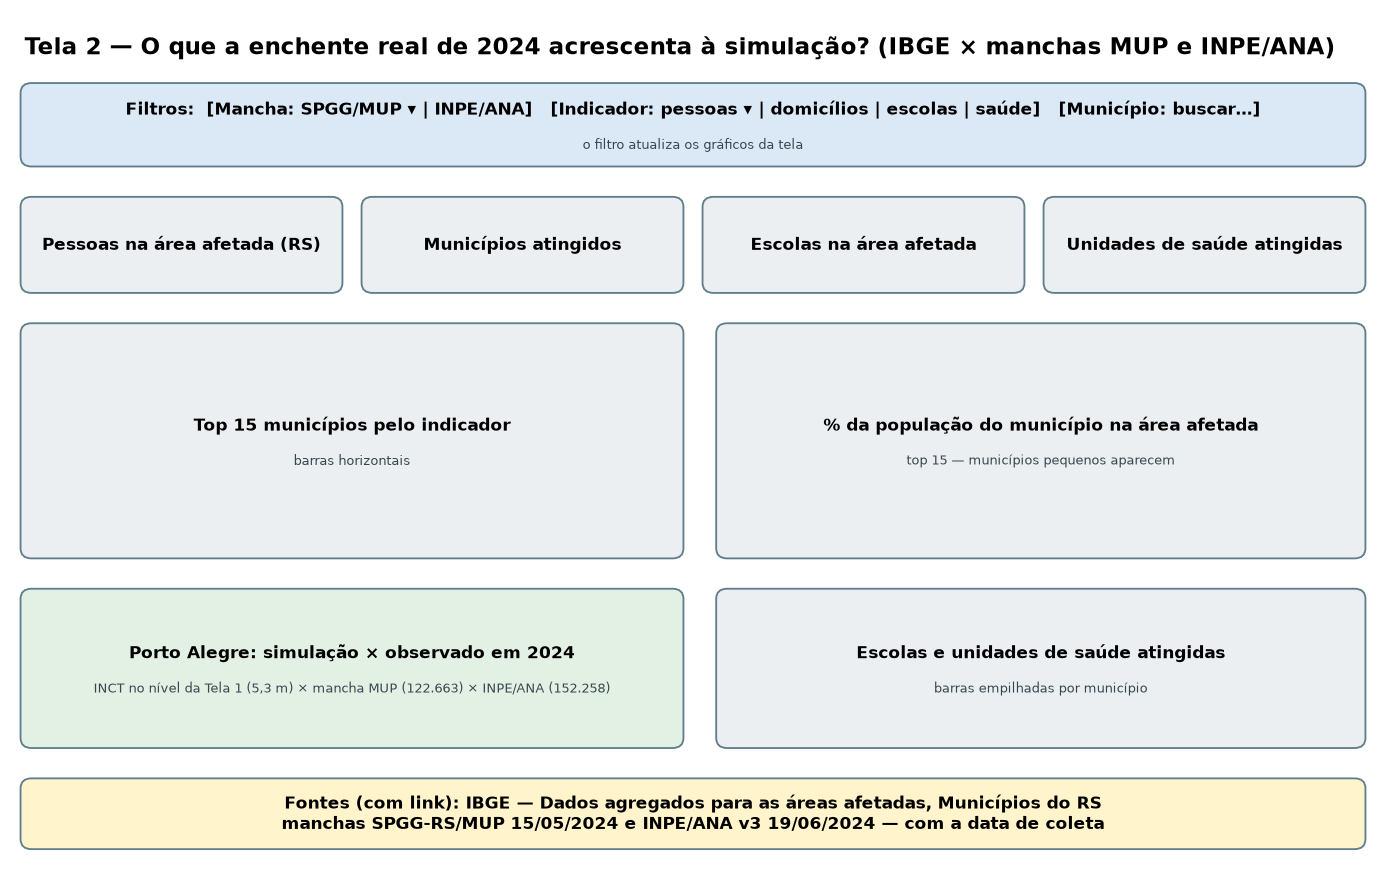 Tela 2 — O que a enchente real de 2024 acrescenta à simulação? (IBGE × manchas MUP e INPE/ANA)
Filtros:  [Mancha: SPGG/MUP ▾ | INPE/ANA]   [Indicador: pessoas ▾ | domicílios | escolas | saúde]   [Município: buscar…]
o filtro atualiza os gráficos da tela
Pessoas na área afetada (RS)
Municípios atingidos
Escolas na área afetada
Unidades de saúde atingidas
Top 15 municípios pelo indicador
barras horizontais
% da população do município na área afetada
top 15 — municípios pequenos aparecem
Porto Alegre: simulação × observado em 2024
INCT no nível da Tela 1 (5,3 m) × mancha MUP (122.663) × INPE/ANA (152.258)
Escolas e unidades de saúde atingidas
barras empilhadas por município
Fontes (com link): IBGE — Dados agregados para as áreas afetadas, Municípios do RS
manchas SPGG-RS/MUP 15/05/2024 e INPE/ANA v3 19/06/2024 — com a data de coleta